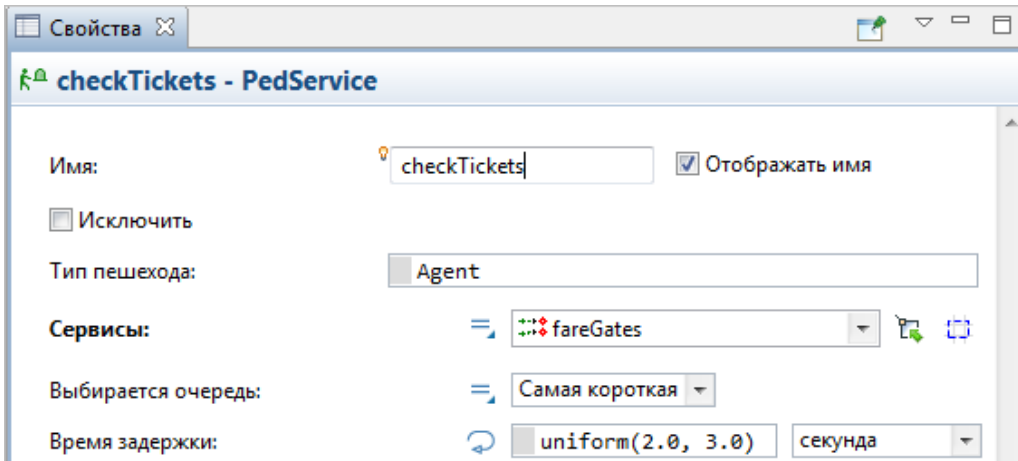 Свойства
checkTickets - PedService
Имя: checkTickets Отображать имя
Исключить
Тип пешехода: Agent
Сервисы: fareGates
Выбирается очередь: Самая короткая
Время задержки: uniform(2.0, 3.0) секунда